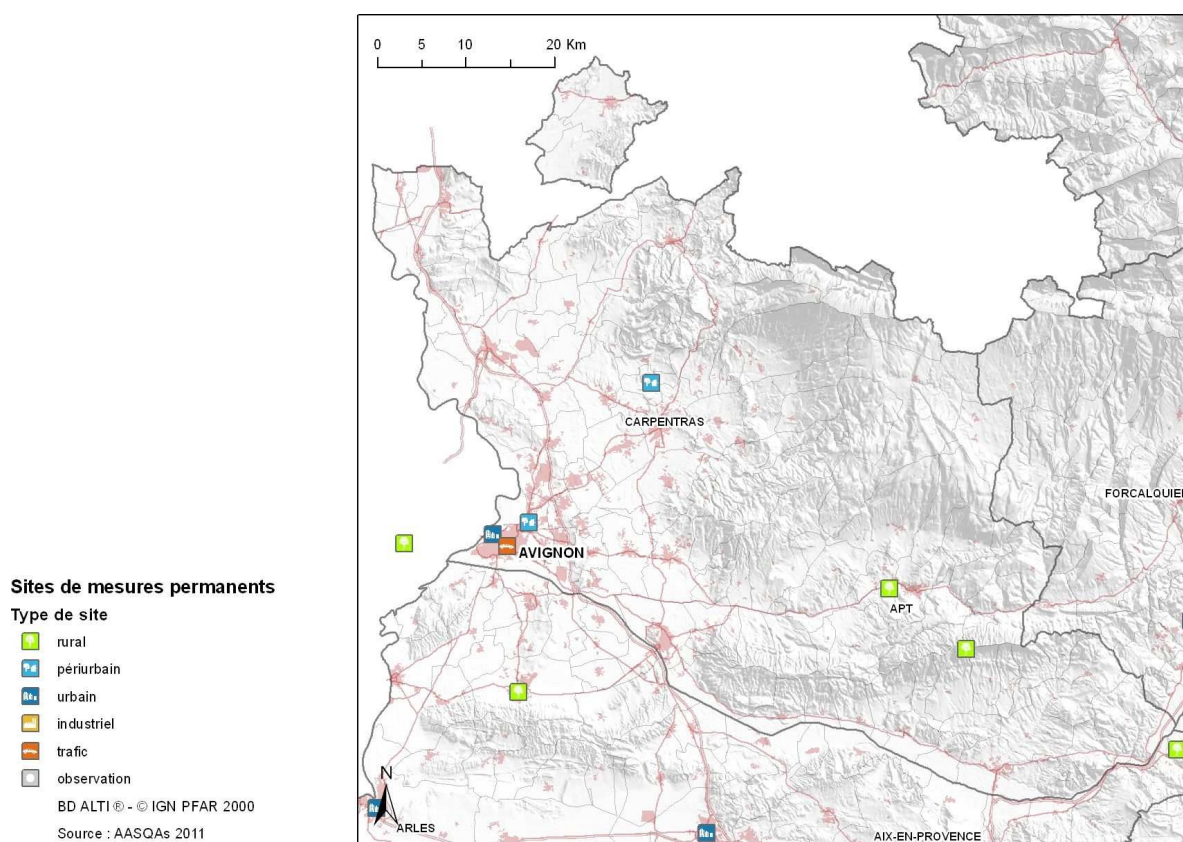 0 5 10 20 Km
CARPENTRAS
FORCALQUIER
AVIGNON
APT
Sites de mesures permanents
Type de site
rural
périurbain
urbain
industriel
trafic
observation
BD ALTI ® - © IGN PFAR 2000
Source : AASQAs 2011
N
ARLES
AIX-EN-PROVENCE